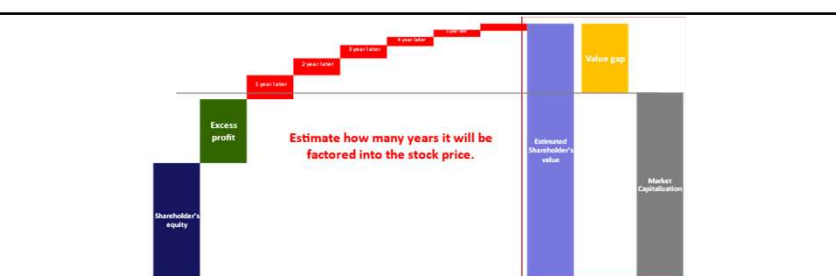 Shareholder's
equity
Excess
profit
1 year later
2 year later
3 year later
4 year later
Estimate how many years it will be
factored into the stock price.
Estimated
Shareholder's
value
Value gap
Market
Capitalization